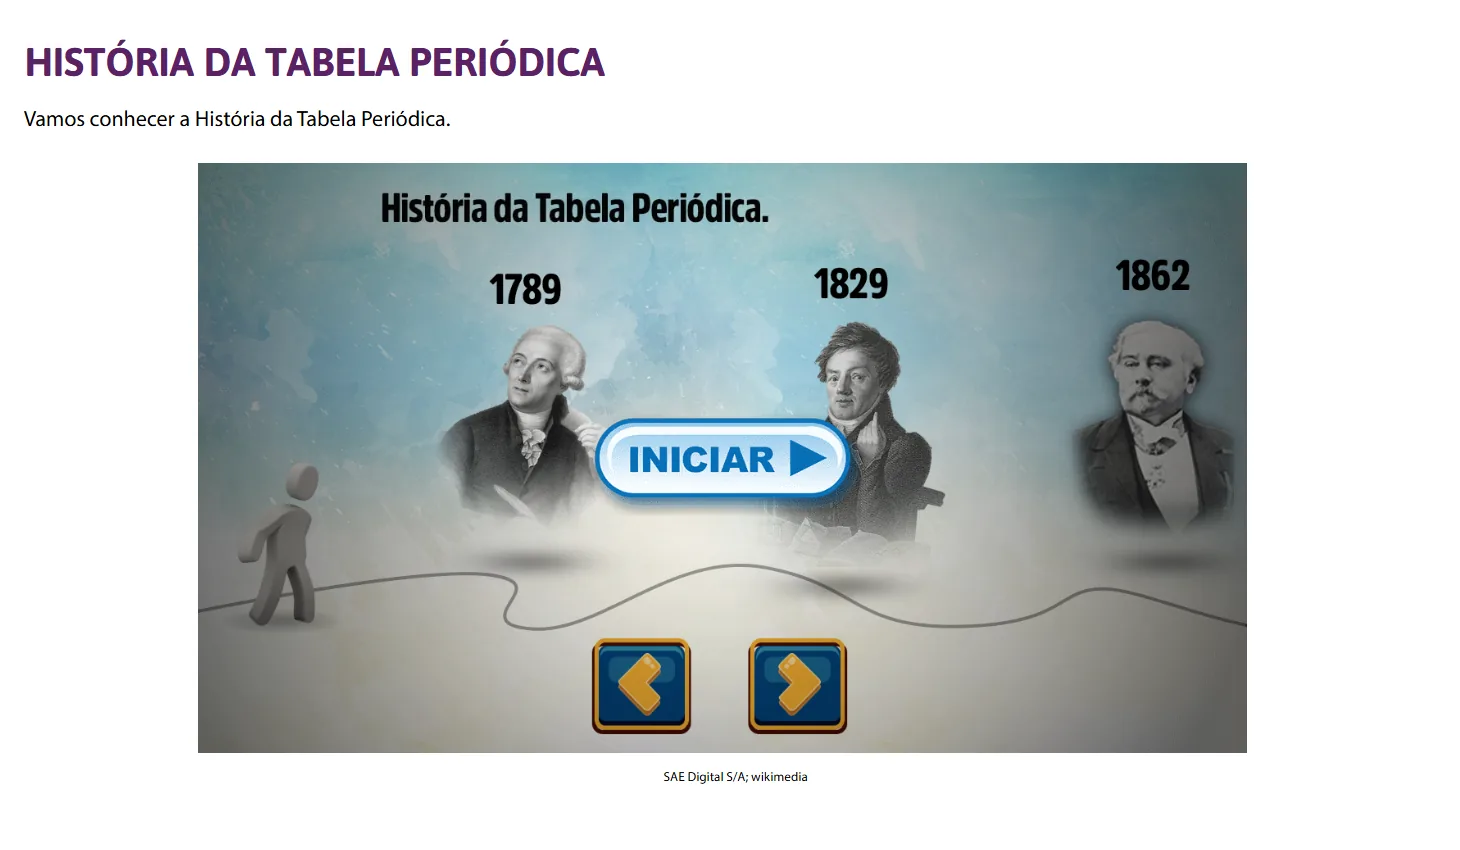 HISTÓRIA DA TABELA PERIÓDICA
Vamos conhecer a História da Tabela Periódica.
História da Tabela Periódica.
1789
1829
1862
INICIAR
SAE Digital S/A; wikimedia